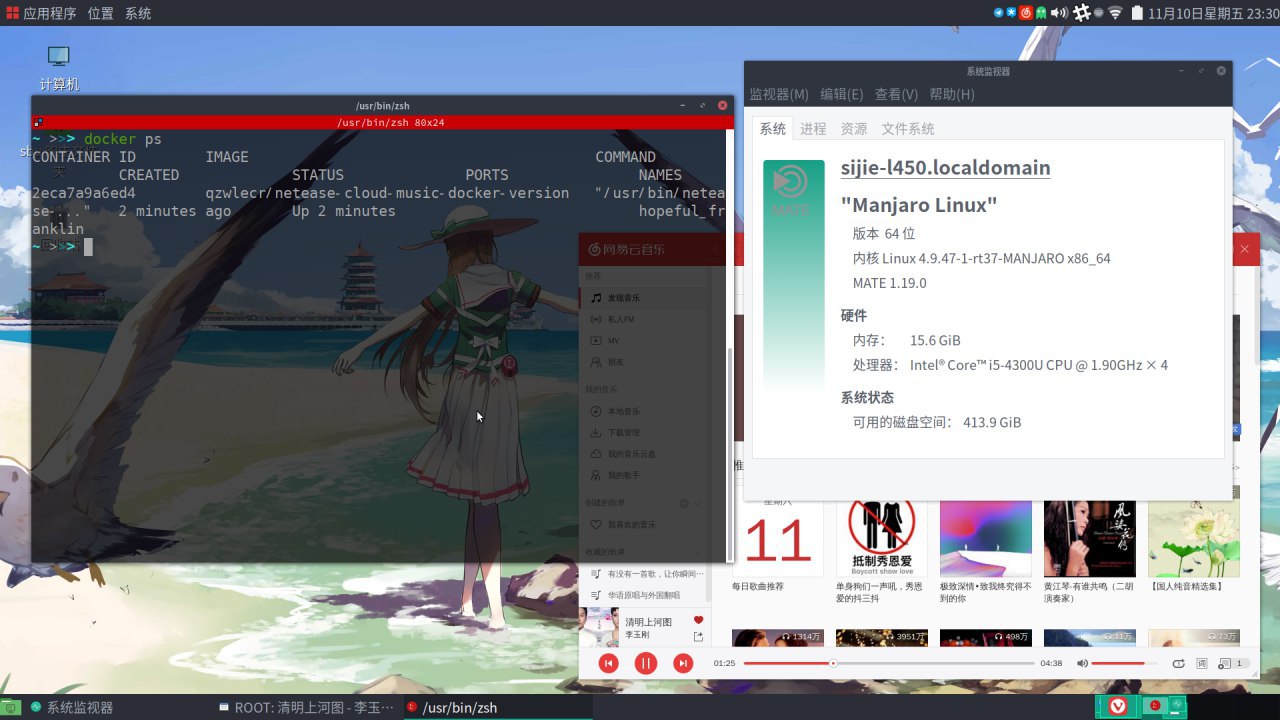 应用程序 位置 系统
11月10日星期五 23:30
计算机
/usr/bin/zsh
/usr/bin/zsh 80x24
~ >>> docker ps
CONTAINER ID        IMAGE                                        COMMAND
          CREATED             STATUS              PORTS               NAMES
2eca7a9a6ed4        qzwlecr/netease-cloud-music-docker-version   "/usr/bin/netea
se-..."   2 minutes ago       Up 2 minutes                            hopeful_fr
anklin
~ >>>
系统监视器
监视器(M) 编辑(E) 查看(V) 帮助(H)
系统 进程 资源 文件系统
MATE
sijie-l450.localdomain
"Manjaro Linux"
版本 64 位
内核 Linux 4.9.47-1-rt37-MANJARO x86_64
MATE 1.19.0
硬件
内存: 15.6 GiB
处理器: Intel® Core™ i5-4300U CPU @ 1.90GHz × 4
系统状态
可用的磁盘空间: 413.9 GiB
网易云音乐
推荐
发现音乐
私人FM
MV
朋友
我的音乐
本地音乐
下载管理
我的音乐云盘
我的歌手
创建的歌单
我喜欢的音乐
收藏的歌单
有没有一首歌，让你瞬间…
华语原唱与外国翻唱
清明上河图
李玉刚
星期六
11
每日歌曲推荐
抵制秀恩爱
Boycott show love
单身狗们一声吼，秀恩
爱的抖三抖
极致深情•致我终究得不
到的你
黄江琴·有谁共鸣（二胡
演奏家）
【国人纯音精选集】
1314万
3951万
498万
11万
73万
01:25
04:38
词
1
系统监视器
ROOT: 清明上河图 - 李玉…
/usr/bin/zsh